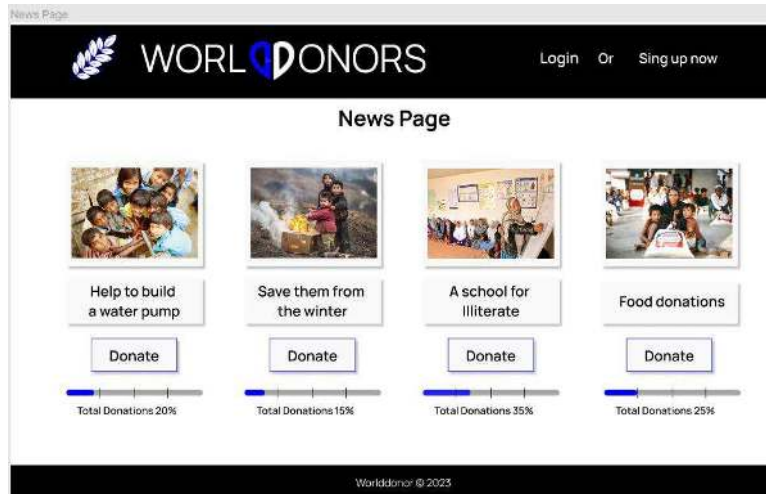 News Page
WORLDDONORS
Login Or Sing up now
News Page
Help to build
a water pump
Save them from
the winter
A school for
Illiterate
Food donations
Donate
Donate
Donate
Donate
Total Donations 20%
Total Donations 15%
Total Donations 35%
Total Donations 25%
Worlddonor © 2023